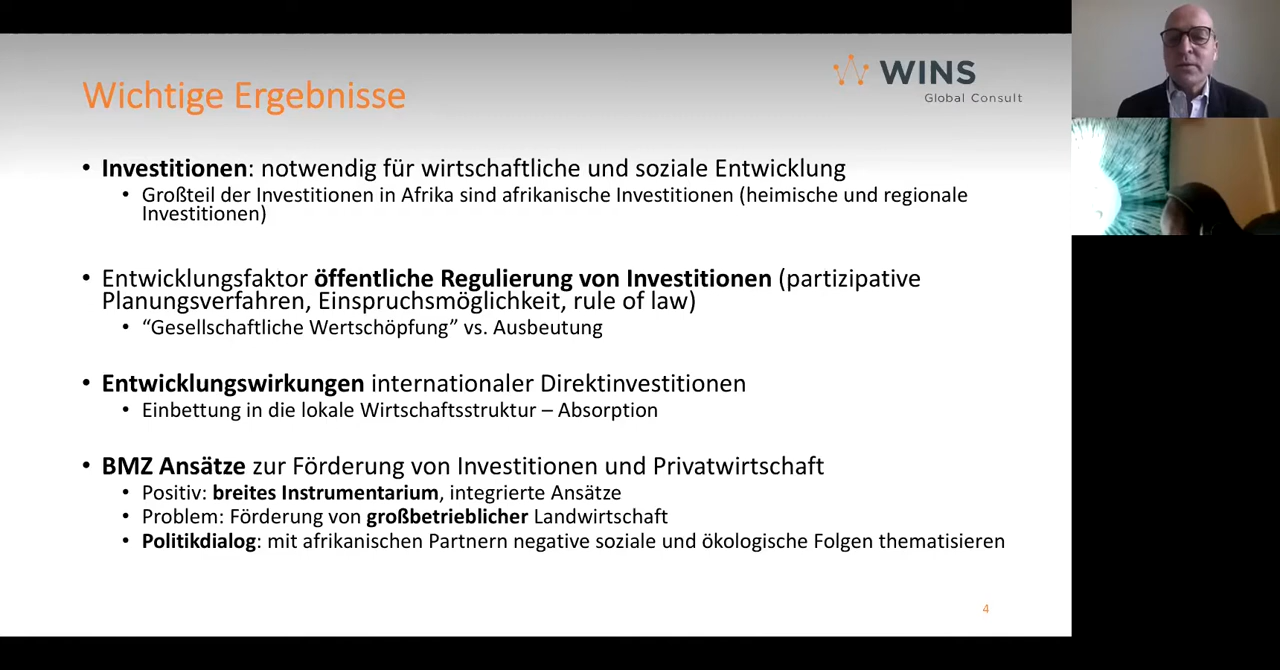 WINS
Global Consult
Wichtige Ergebnisse
• Investitionen: notwendig für wirtschaftliche und soziale Entwicklung
• Großteil der Investitionen in Afrika sind afrikanische Investitionen (heimische und regionale
Investitionen)
• Entwicklungsfaktor öffentliche Regulierung von Investitionen (partizipative
Planungsverfahren, Einspruchsmöglichkeit, rule of law)
• “Gesellschaftliche Wertschöpfung” vs. Ausbeutung
• Entwicklungswirkungen internationaler Direktinvestitionen
• Einbettung in die lokale Wirtschaftsstruktur – Absorption
• BMZ Ansätze zur Förderung von Investitionen und Privatwirtschaft
• Positiv: breites Instrumentarium, integrierte Ansätze
• Problem: Förderung von großbetrieblicher Landwirtschaft
• Politikdialog: mit afrikanischen Partnern negative soziale und ökologische Folgen thematisieren
4